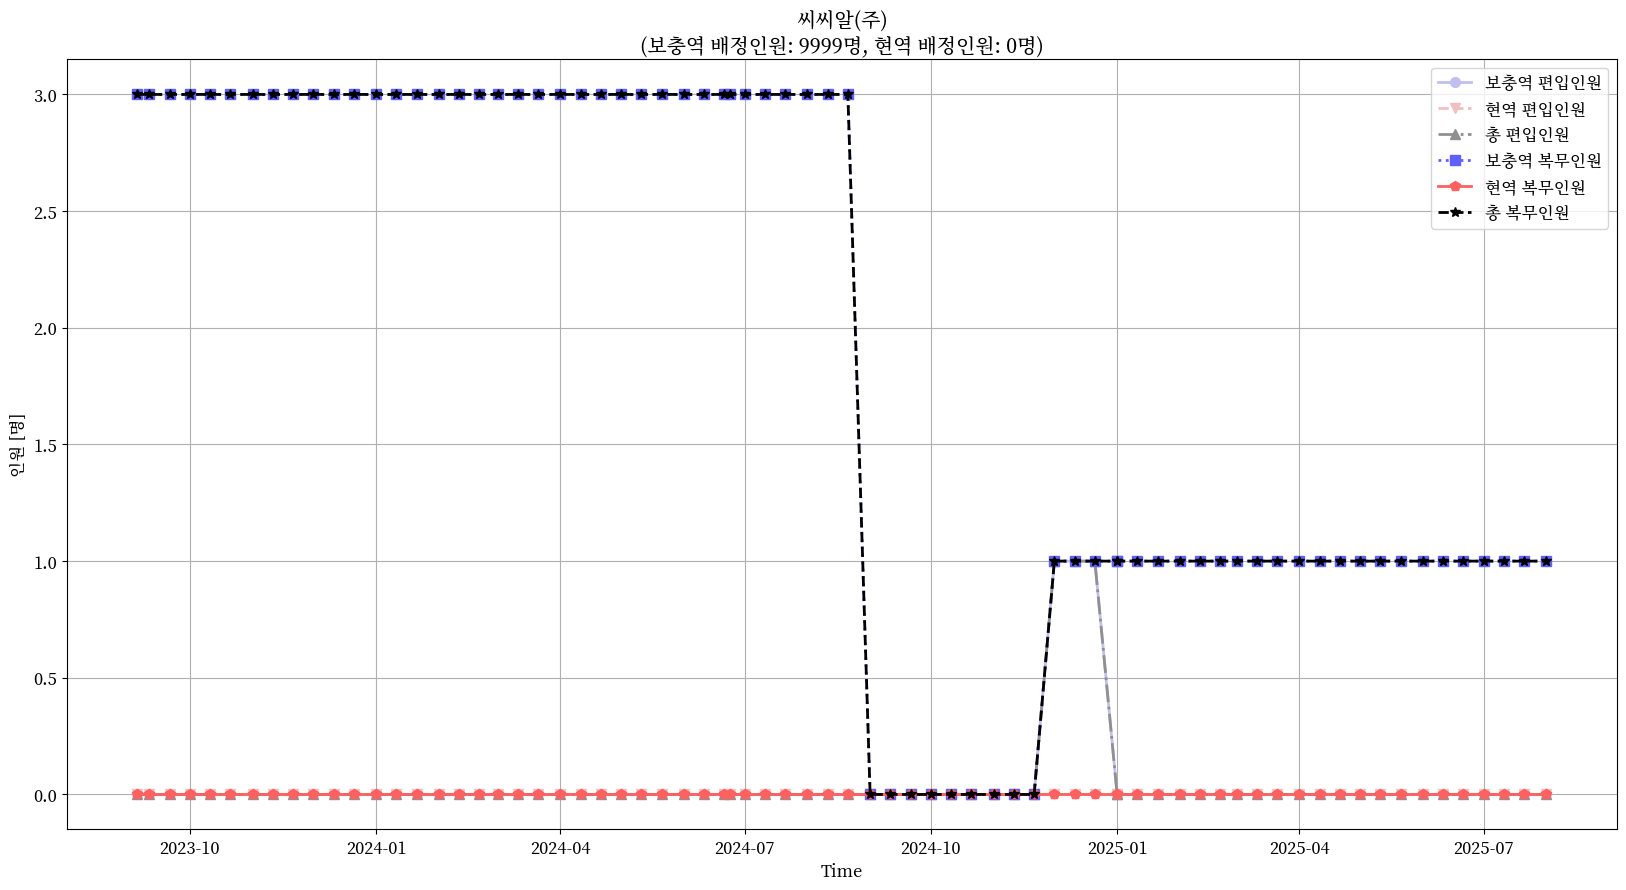 씨씨알(주)
(보충역 배정인원: 9999명, 현역 배정인원: 0명)
보충역 편입인원
현역 편입인원
총 편입인원
보충역 복무인원
현역 복무인원
총 복무인원
인원 [명]
3.0
2.5
2.0
1.5
1.0
0.5
0.0
2023-10
2024-01
2024-04
2024-07
2024-10
2025-01
2025-04
2025-07
Time